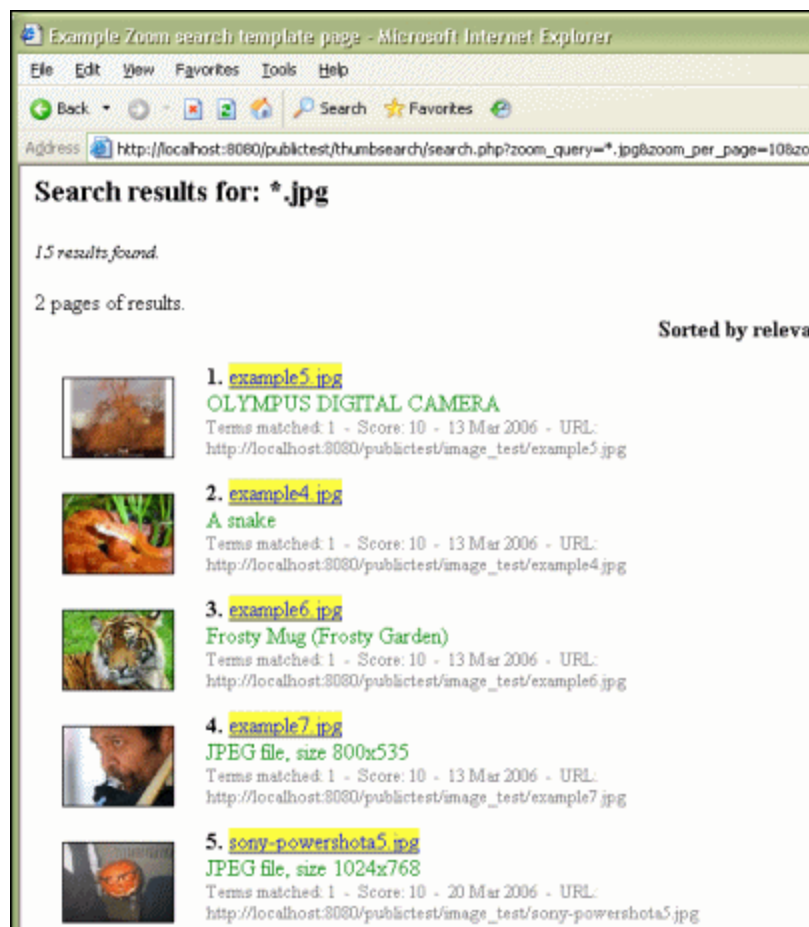 Example Zoom search template page - Microsoft Internet Explorer
File Edit View Favorites Tools Help
Back Search Favorites
Address http://localhost:8080/publictest/thumbsearch/search.php?zoom_query=*.jpg&zoom_per_page=10&zo
Search results for: *.jpg
15 results found.
2 pages of results.
Sorted by releva
1. example5.jpg
OLYMPUS DIGITAL CAMERA
Terms matched: 1 - Score: 10 - 13 Mar 2006 - URL:
http://localhost:8080/publictest/image_test/example5.jpg
2. example4.jpg
A snake
Terms matched: 1 - Score: 10 - 13 Mar 2006 - URL:
http://localhost:8080/publictest/image_test/example4.jpg
3. example6.jpg
Frosty Mug (Frosty Garden)
Terms matched: 1 - Score: 10 - 13 Mar 2006 - URL:
http://localhost:8080/publictest/image_test/example6.jpg
4. example7.jpg
JPEG file, size 800x535
Terms matched: 1 - Score: 10 - 13 Mar 2006 - URL:
http://localhost:8080/publictest/image_test/example7.jpg
5. sony-powershota5.jpg
JPEG file, size 1024x768
Terms matched: 1 - Score: 10 - 20 Mar 2006 - URL:
http://localhost:8080/publictest/image_test/sony-powershota5.jpg